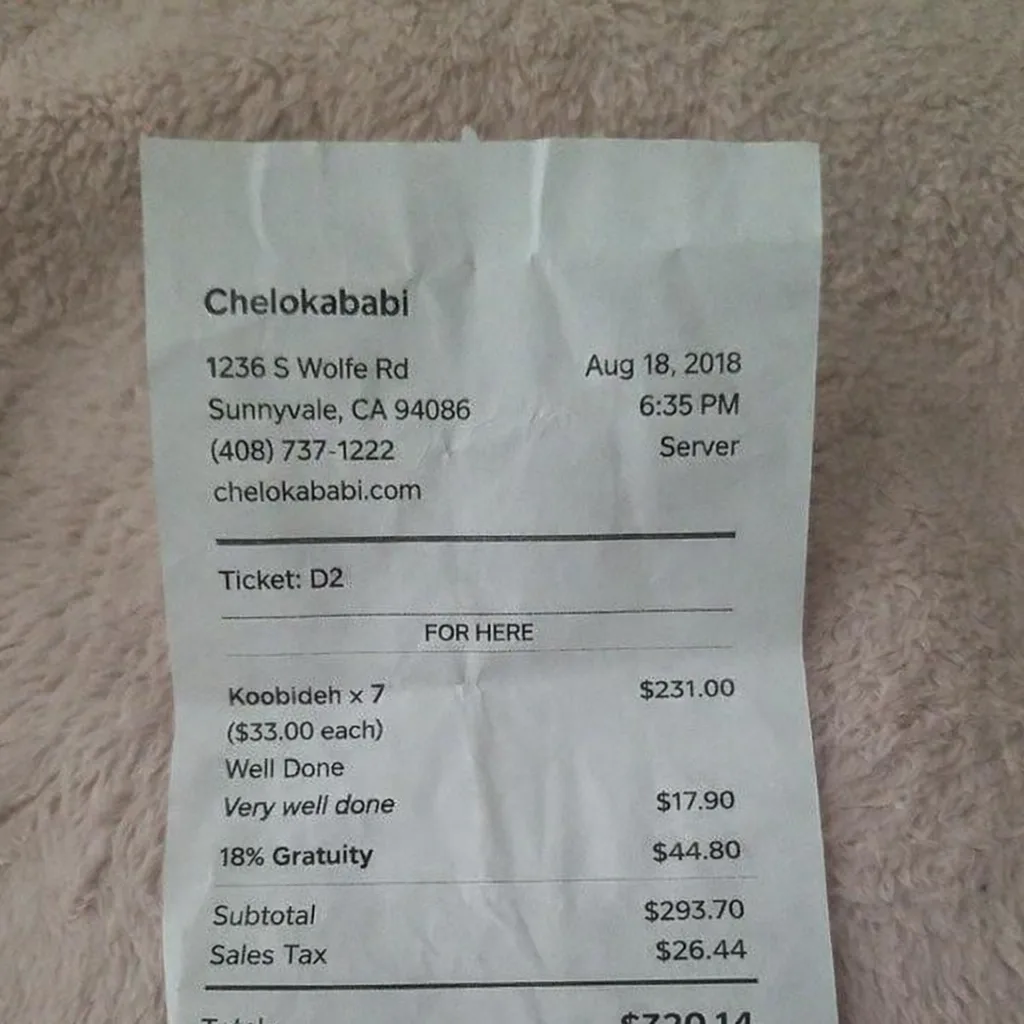 Chelokababi
1236 S Wolfe Rd Aug 18, 2018
Sunnyvale, CA 94086 6:35 PM
(408) 737-1222 Server
chelokababi.com
Ticket: D2
FOR HERE
Koobideh x 7 $231.00
($33.00 each)
Well Done
Very well done $17.90
18% Gratuity $44.80
Subtotal $293.70
Sales Tax $26.44
Total